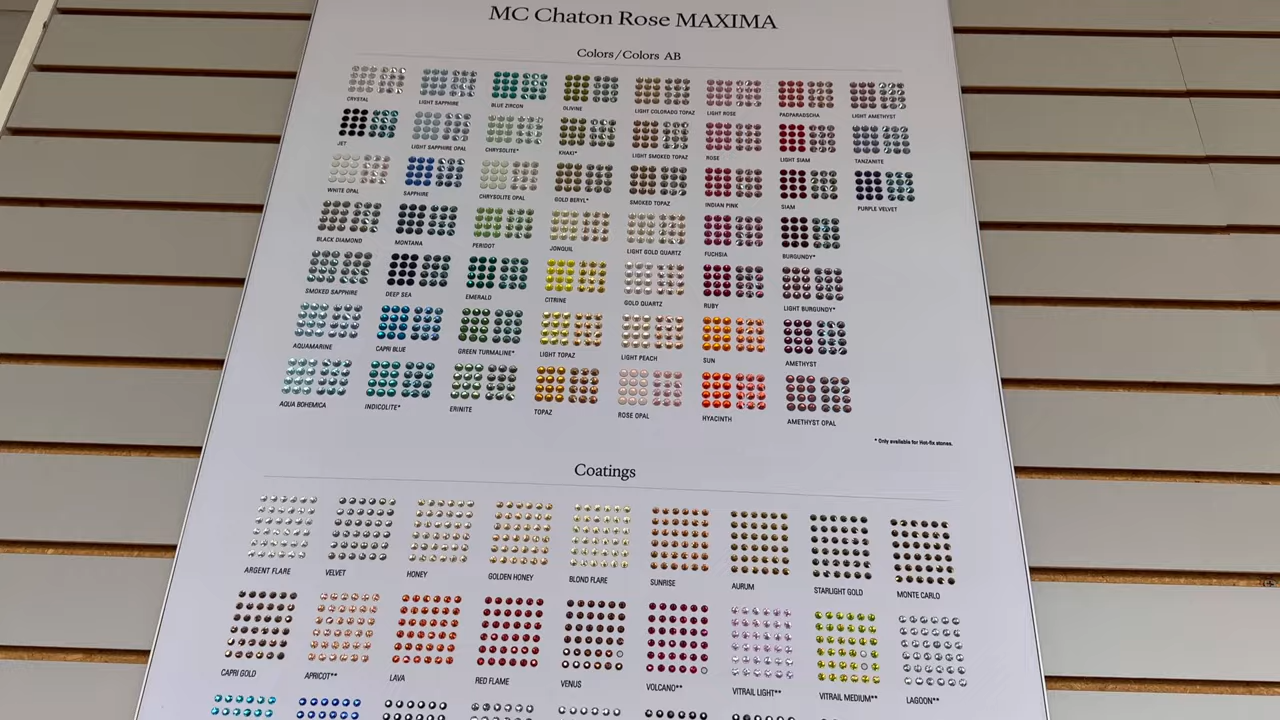 MC Chaton Rose MAXIMA
Colors/Colors AB
CRYSTAL LIGHT SAPPHIRE BLUE ZIRCON OLIVINE LIGHT COLORADO TOPAZ LIGHT ROSE PADPARADSCHA LIGHT AMETHYST
JET LIGHT SAPPHIRE OPAL CHRYSOLITE* KHAKI* LIGHT SMOKED TOPAZ ROSE LIGHT SIAM TANZANITE
WHITE OPAL SAPPHIRE CHRYSOLITE OPAL GOLD BERYL* SMOKED TOPAZ INDIAN PINK SIAM PURPLE VELVET
BLACK DIAMOND MONTANA PERIDOT JONQUIL LIGHT GOLD QUARTZ FUCHSIA BURGUNDY*
SMOKED SAPPHIRE DEEP SEA EMERALD CITRINE GOLD QUARTZ RUBY LIGHT BURGUNDY*
AQUAMARINE CAPRI BLUE GREEN TURMALINE* LIGHT TOPAZ LIGHT PEACH SUN AMETHYST
AQUA BOHEMICA INDICOLITE* ERINITE TOPAZ ROSE OPAL HYACINTH AMETHYST OPAL
* Only available for Hot-fix stones.
Coatings
ARGENT FLARE VELVET HONEY GOLDEN HONEY BLOND FLARE SUNRISE AURUM STARLIGHT GOLD MONTE CARLO
CAPRI GOLD APRICOT** LAVA RED FLAME VENUS VOLCANO** VITRAIL LIGHT** VITRAIL MEDIUM** LAGOON**